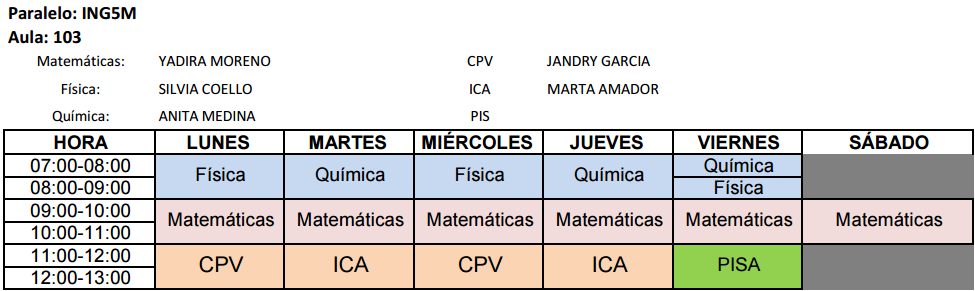 Paralelo: ING5M
Aula: 103
Matemáticas: YADIRA MORENO CPV JANDRY GARCIA
Física: SILVIA COELLO ICA MARTA AMADOR
Química: ANITA MEDINA PIS
HORA LUNES MARTES MIÉRCOLES JUEVES VIERNES SÁBADO
07:00-08:00 Física Química Física Química Química
08:00-09:00 Física
09:00-10:00 Matemáticas Matemáticas Matemáticas Matemáticas Matemáticas Matemáticas
10:00-11:00
11:00-12:00 CPV ICA CPV ICA PISA
12:00-13:00